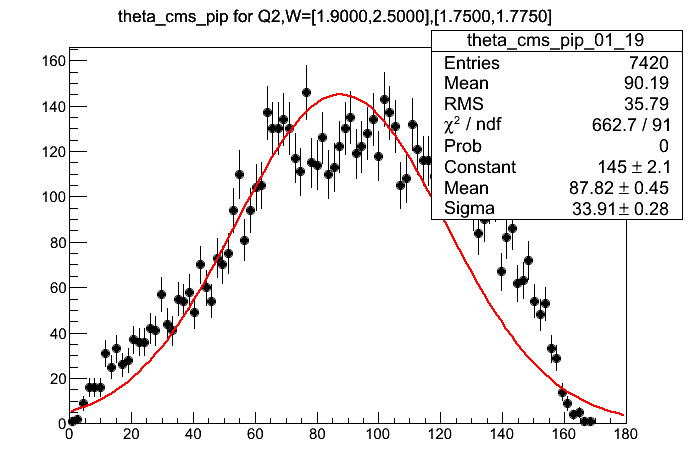 theta_cms_pip for Q2,W=[1.9000,2.5000],[1.7500,1.7750]
theta_cms_pip_01_19
Entries 7420
Mean 90.19
RMS 35.79
χ² / ndf 662.7 / 91
Prob 0
Constant 145 ± 2.1
Mean 87.82 ± 0.45
Sigma 33.91 ± 0.28
160
140
120
100
80
60
40
20
0
0 20 40 60 80 100 120 140 160 180